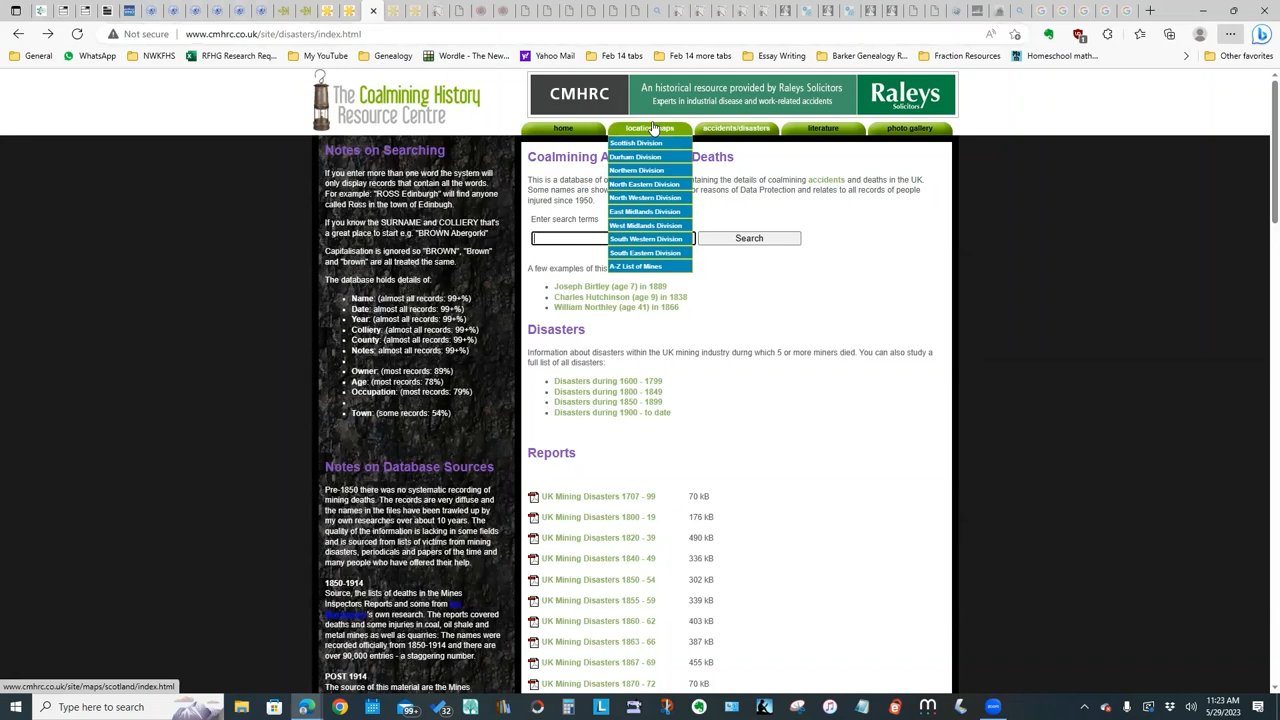 Not secure
www.cmhrc.co.uk/site/disasters/index.html
General
WhatsApp
NWKFHS
RFHG Research Req...
My YouTube
Genealogy
Wordle - The New...
Yahoo Mail
Feb 14 tabs
Feb 14 more tabs
Essay Writing
Barker Genealogy R...
Fraction Resources
Homeschool math...
Other favorites
The Coalmining History
Resource Centre
CMHRC
An historical resource provided by Raleys Solicitors
Experts in industrial disease and work-related accidents
Raleys
Solicitors
home
location maps
accidents/disasters
literature
photo gallery
Scottish Division
Durham Division
Northern Division
North Eastern Division
North Western Division
East Midlands Division
West Midlands Division
South Western Division
South Eastern Division
A-Z List of Mines
Notes on Searching
If you enter more than one word the system will
only display records that contain all the words.
For example: "ROSS Edinburgh" will find anyone
called Ross in the town of Edinbugh.
If you know the SURNAME and COLLIERY that's
a great place to start e.g. "BROWN Abergorki"
Capitalisation is ignored so "BROWN", "Brown"
and "brown" are all treated the same.
The database holds details of:
Name: (almost all records: 99+%)
Date: almost all records: 99+%)
Year: (almost all records: 99+%)
Colliery: (almost all records: 99+%)
County: (almost all records: 99+%)
Notes: almost all records: 99+%)
Owner: (most records: 89%)
Age: (most records: 78%)
Occupation: (most records: 79%)
Town: (some records: 54%)
Notes on Database Sources
Pre-1850 there was no systematic recording of
mining deaths. The records are very diffuse and
the names in the files have been trawled up by
my own researches over about 10 years. The
quality of the information is lacking in some fields
and is sourced from lists of victims from mining
disasters, periodicals and papers of the time and
many people who have offered their help.
1850-1914
Source, the lists of deaths in the Mines
Inspectors Reports and some from
's own research. The reports covered
deaths and some injuries in coal, oil shale and
metal mines as well as quarries. The names were
recorded officially from 1850-1914 and there are
over 90,000 entries - a staggering number.
POST 1914
The source of this material are the Mines
Coalmining A
Deaths
This is a database of
ntaining the details of coalmining accidents and deaths in the UK.
Some names are show
or reasons of Data Protection and relates to all records of people
injured since 1950.
Enter search terms
Search
A few examples of this
Joseph Birtley (age 7) in 1889
Charles Hutchinson (age 9) in 1838
William Northley (age 41) in 1866
Disasters
Information about disasters within the UK mining industry durng which 5 or more miners died. You can also study a
full list of all disasters:
Disasters during 1600 - 1799
Disasters during 1800 - 1849
Disasters during 1850 - 1899
Disasters during 1900 - to date
Reports
UK Mining Disasters 1707 - 99 70 kB
UK Mining Disasters 1800 - 19 176 kB
UK Mining Disasters 1820 - 39 490 kB
UK Mining Disasters 1840 - 49 336 kB
UK Mining Disasters 1850 - 54 302 kB
UK Mining Disasters 1855 - 59 339 kB
UK Mining Disasters 1860 - 62 403 kB
UK Mining Disasters 1863 - 66 387 kB
UK Mining Disasters 1867 - 69 455 kB
UK Mining Disasters 1870 - 72 70 kB
www.cmhrc.co.uk/site/maps/scotland/index.html
Type here to search
99+
32
11:23 AM
5/29/2023